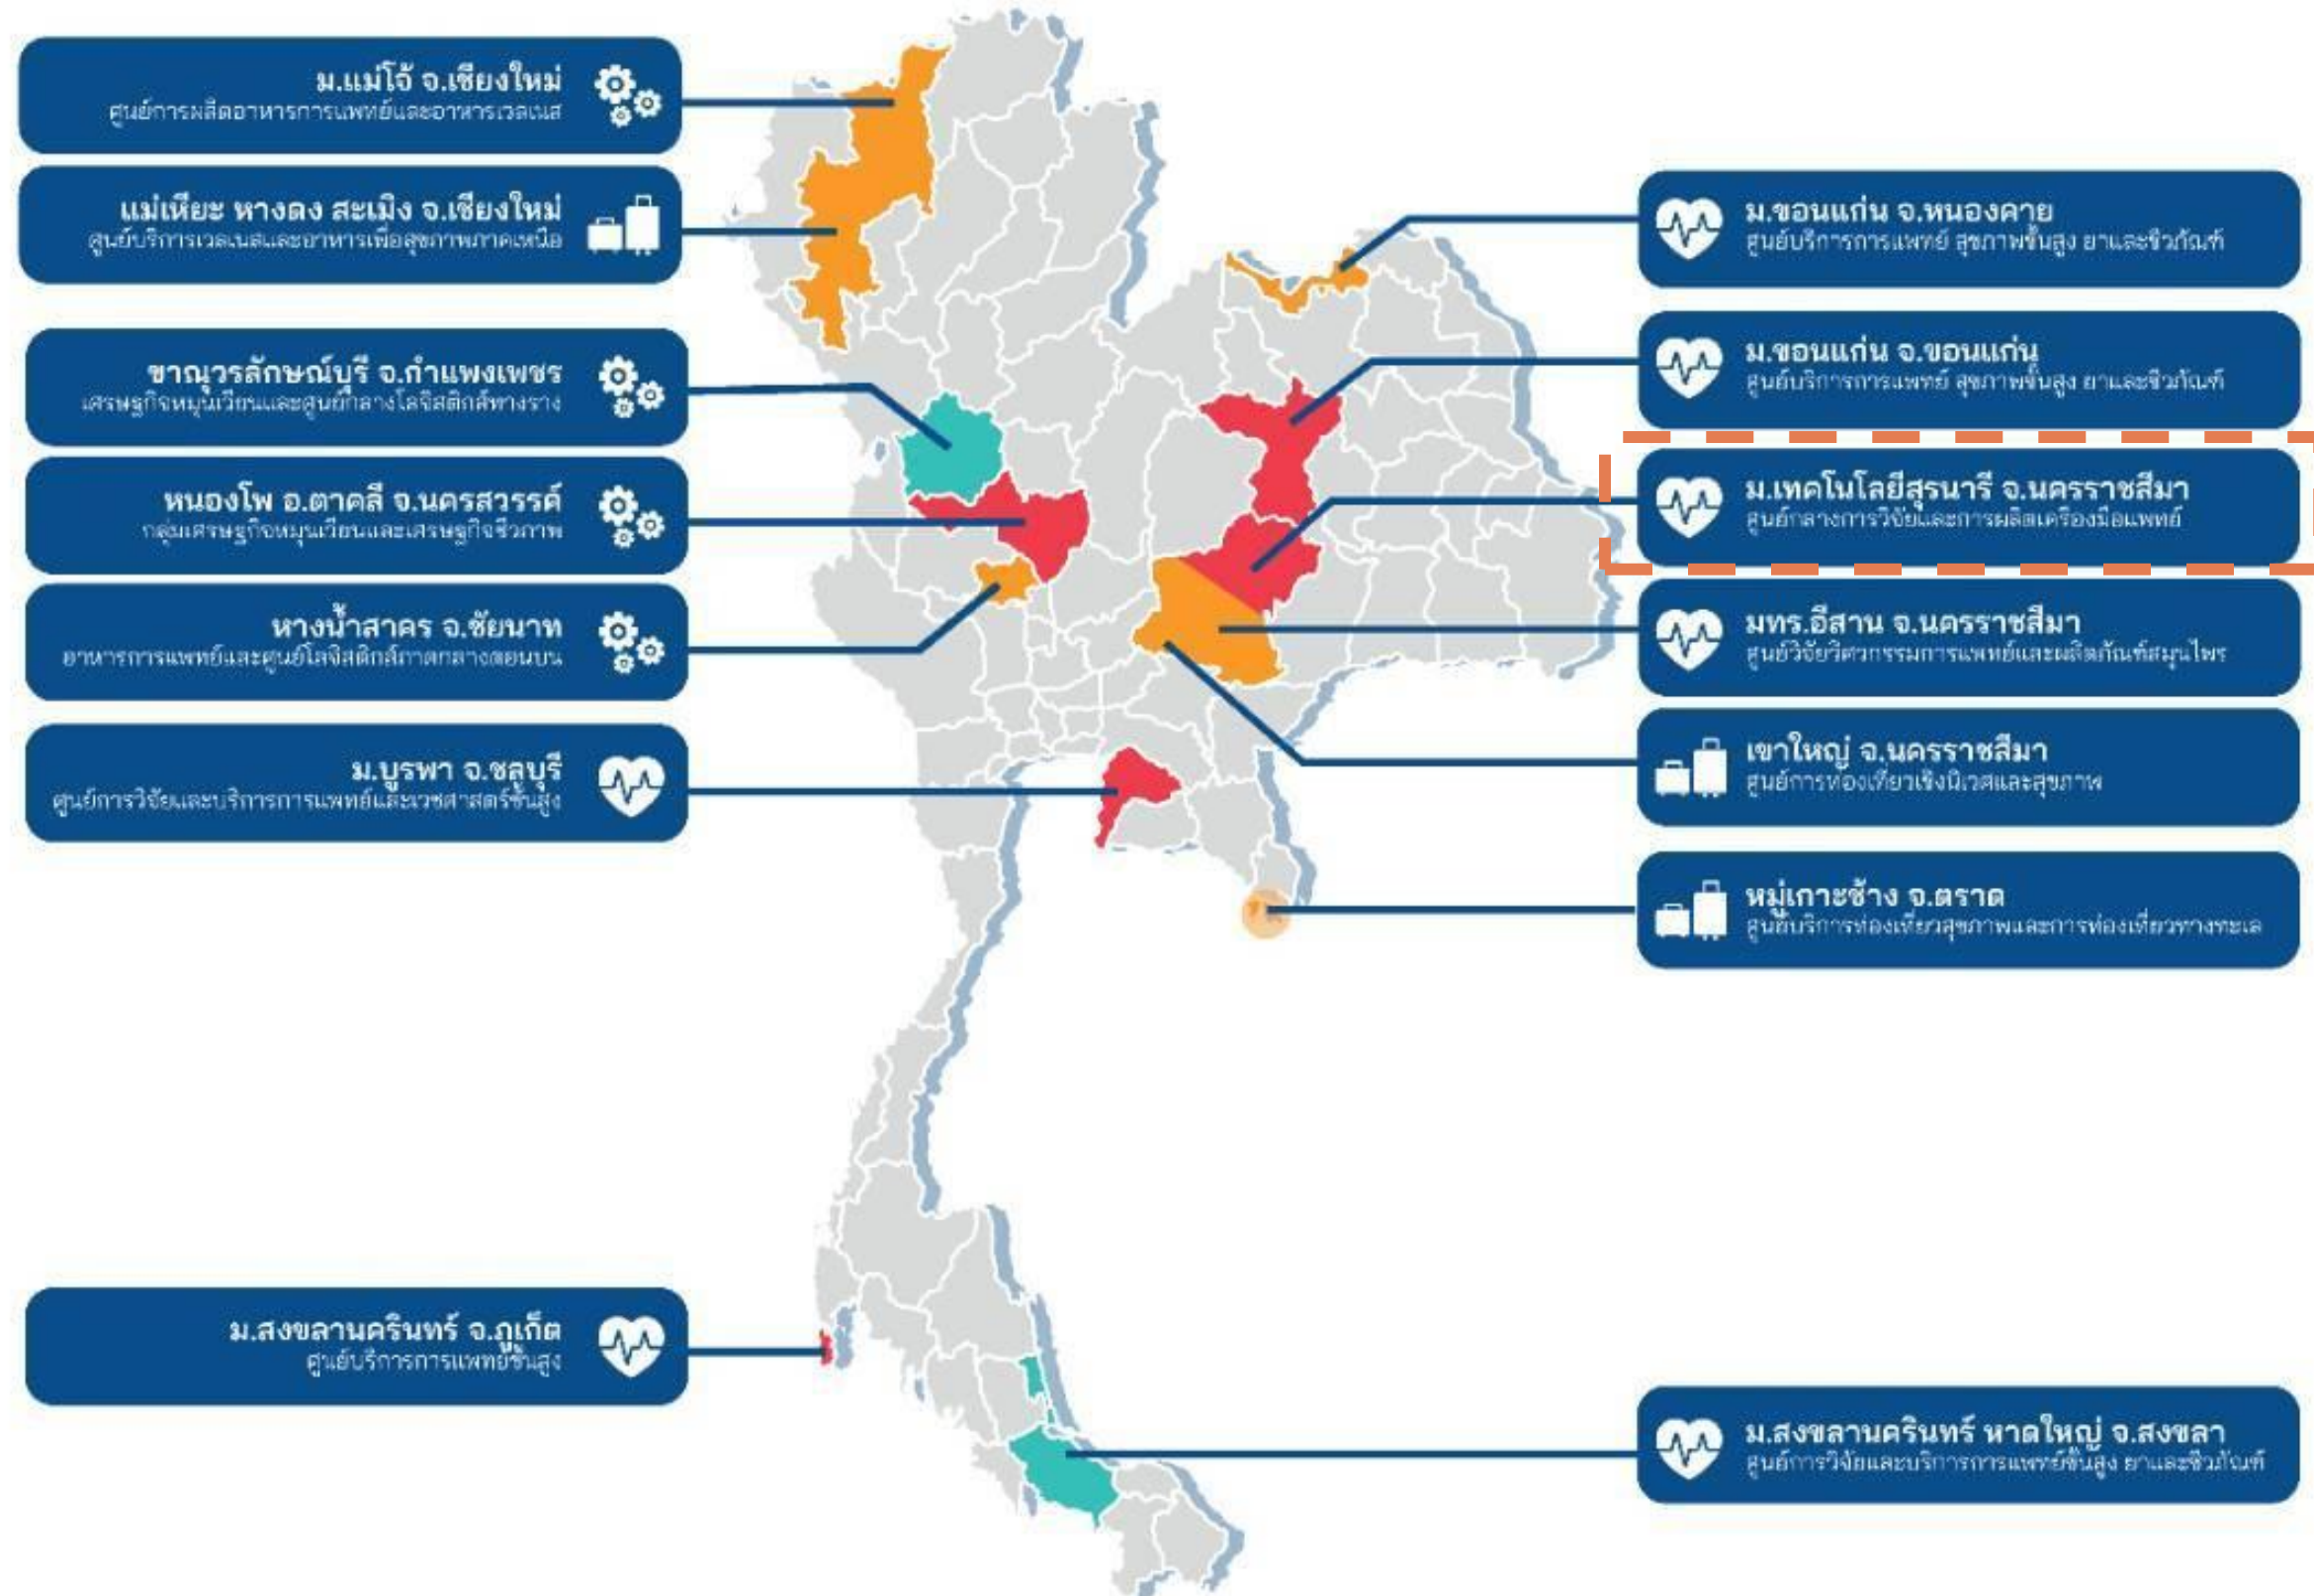 ม.แม่โจ้ จ.เชียงใหม่
ศูนย์การผลิตอาหารการแพทย์และอาหารเวลเนส
แม่เหียะ หางดง สะเมิง จ.เชียงใหม่
ศูนย์บริการเวลเนสและอาหารเพื่อสุขภาพภาคเหนือ
ขาณุวรลักษณ์บุรี จ.กำแพงเพชร
เศรษฐกิจหมุนเวียนและศูนย์กลางโลจิสติกส์ทางราง
หนองโพ อ.ตาคลี จ.นครสวรรค์
กลุ่มเศรษฐกิจหมุนเวียนและเศรษฐกิจชีวภาพ
หางน้ำสาคร จ.ชัยนาท
อาหารการแพทย์และศูนย์โลจิสติกส์ภาคกลางตอนบน
ม.บูรพา จ.ชลบุรี
ศูนย์การวิจัยและบริการการแพทย์และเวชศาสตร์ชั้นสูง
ม.สงขลานครินทร์ จ.ภูเก็ต
ศูนย์บริการการแพทย์ชั้นสูง
ม.ขอนแก่น จ.หนองคาย
ศูนย์บริการการแพทย์ สุขภาพชั้นสูง ยาและชีวภัณฑ์
ม.ขอนแก่น จ.ขอนแก่น
ศูนย์บริการการแพทย์ สุขภาพชั้นสูง ยาและชีวภัณฑ์
ม.เทคโนโลยีสุรนารี จ.นครราชสีมา
ศูนย์กลางการวิจัยและการผลิตเครื่องมือแพทย์
มทร.อีสาน จ.นครราชสีมา
ศูนย์วิจัยวิศวกรรมการแพทย์และผลิตภัณฑ์สมุนไพร
เขาใหญ่ จ.นครราชสีมา
ศูนย์การท่องเที่ยวเชิงนิเวศและสุขภาพ
หมู่เกาะช้าง จ.ตราด
ศูนย์บริการท่องเที่ยวสุขภาพและการท่องเที่ยวทางทะเล
ม.สงขลานครินทร์ หาดใหญ่ จ.สงขลา
ศูนย์การวิจัยและบริการการแพทย์ชั้นสูง ยาและชีวภัณฑ์